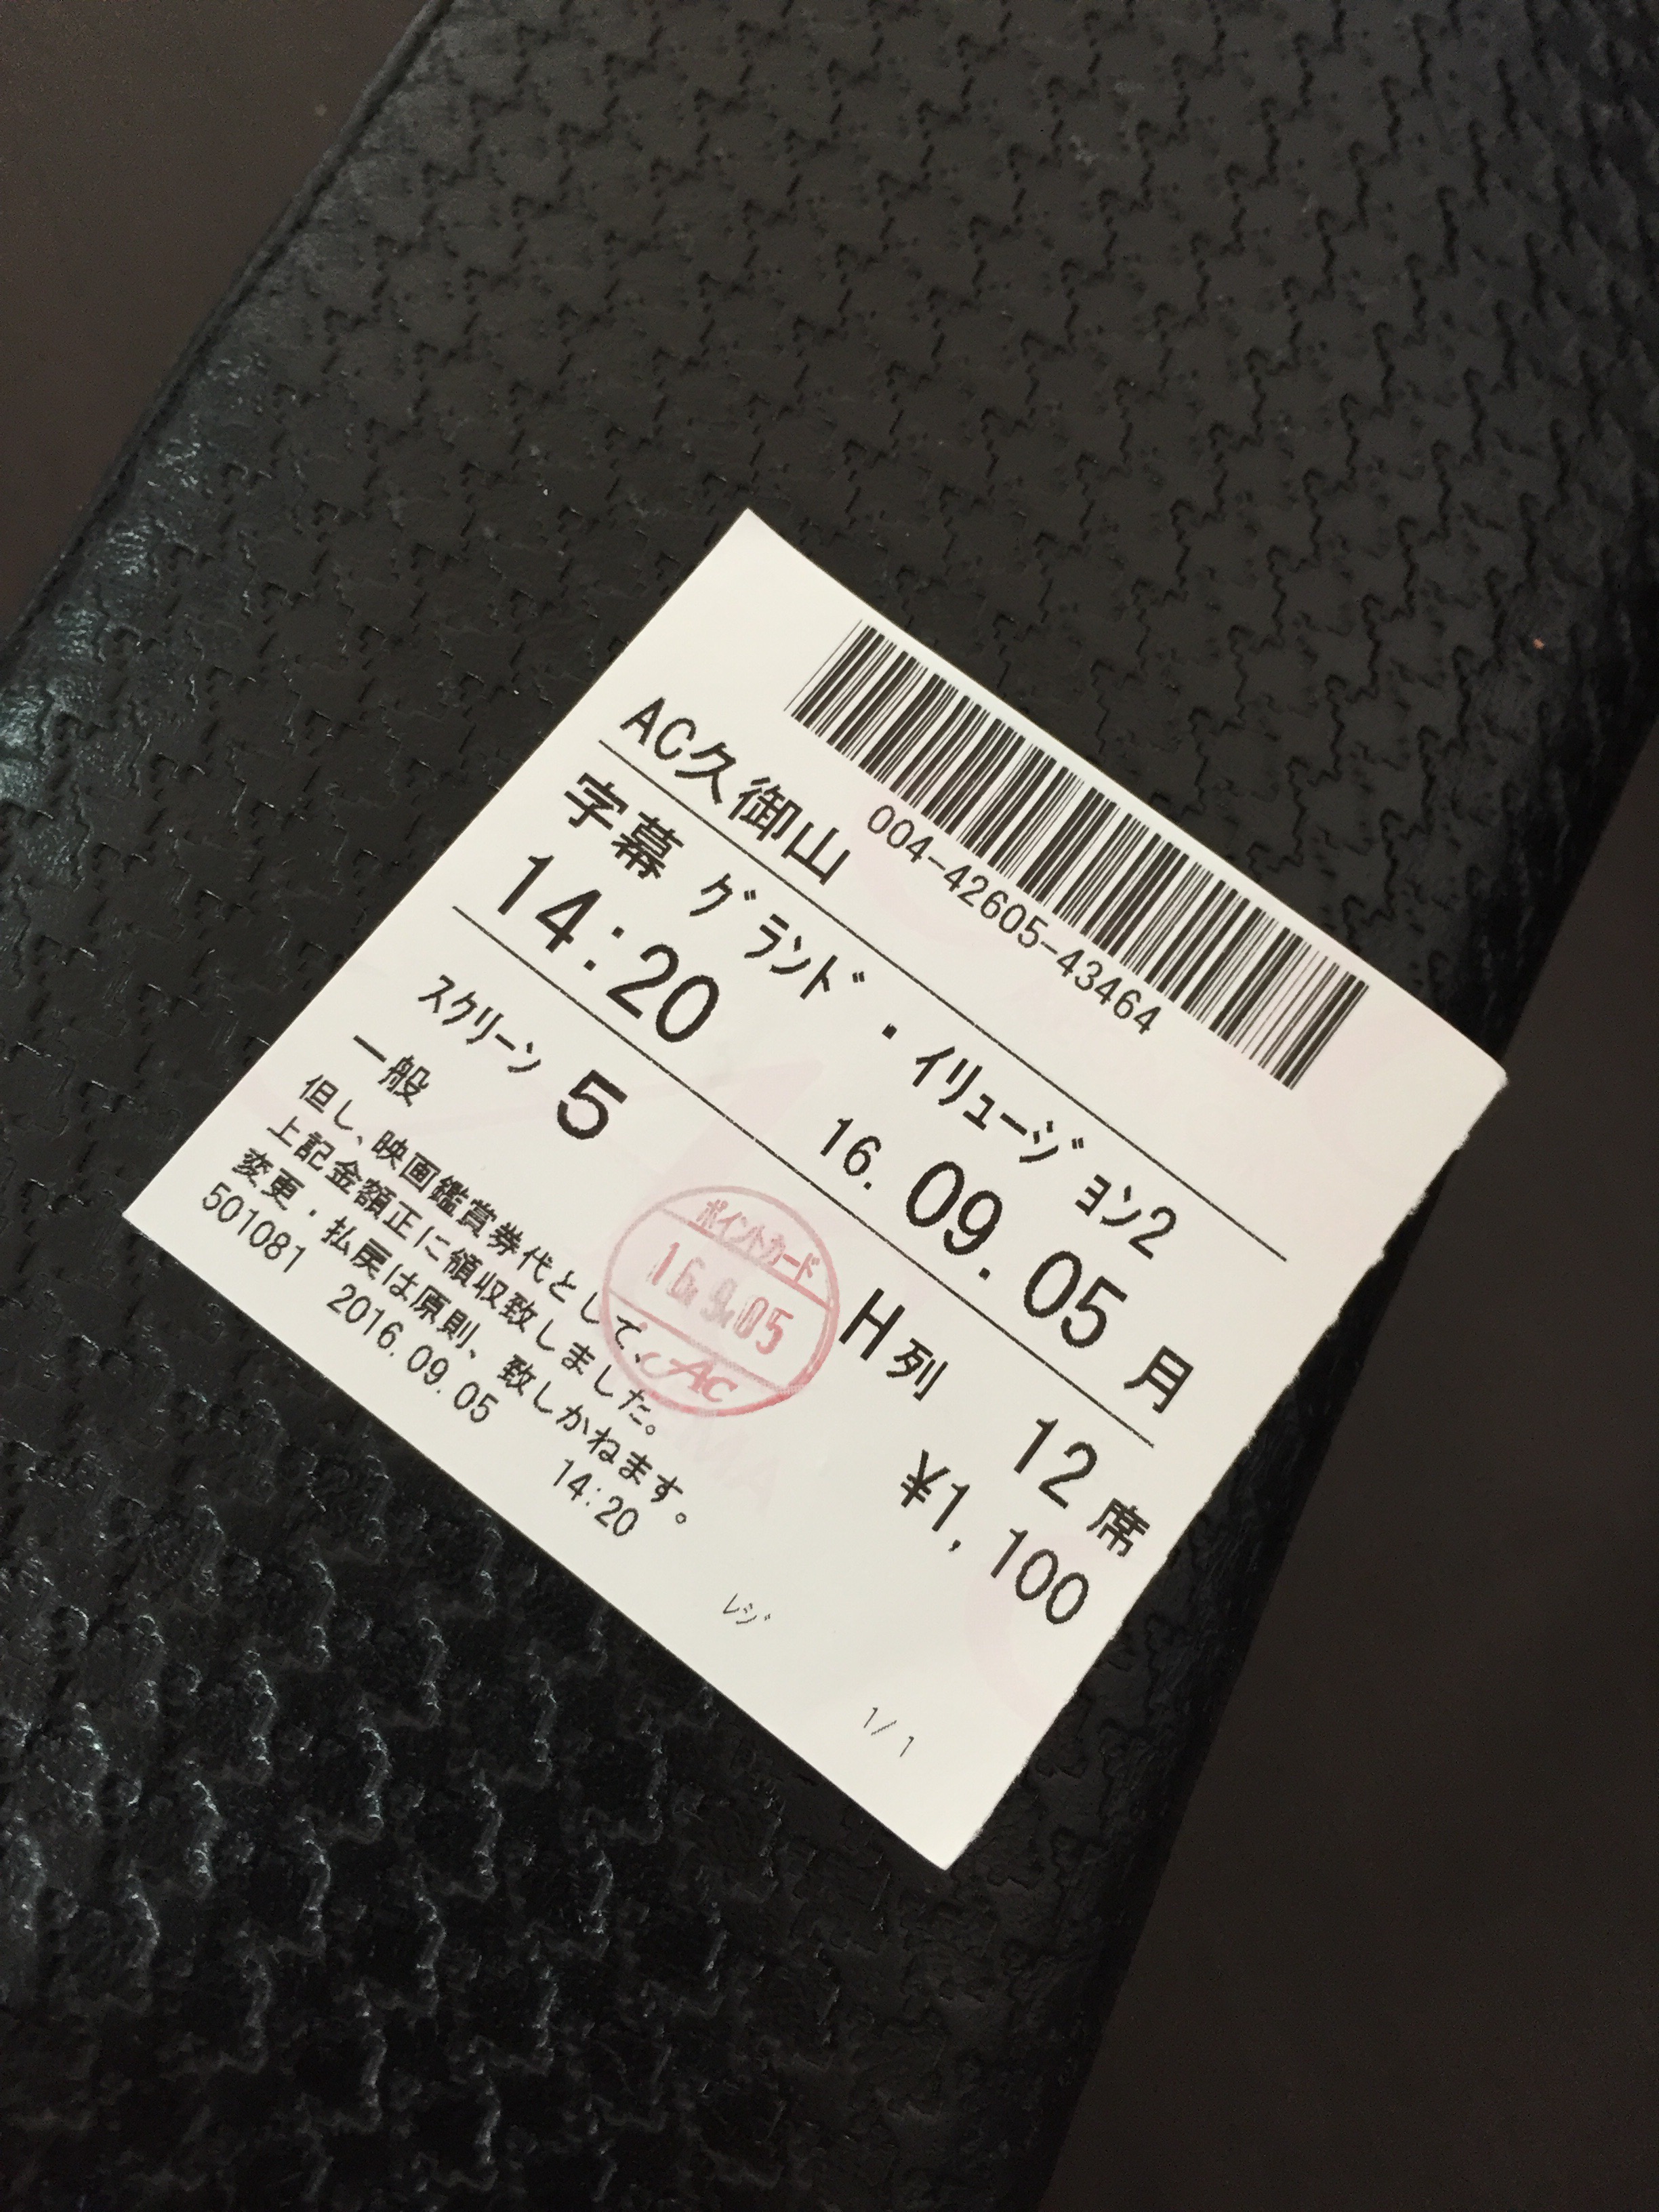 004-42605-43464
AC久御山
字幕 グランド・イリュージョン2
14:20 16.09.05 月
スクリーン 5 H列 12席
一般 ¥1,100
但し、映画鑑賞券代として、
上記金額正に領収致しました。
変更・払戻は原則、致しかねます。
501081 2016.09.05 14:20 レジ 1/1
ポイントカード
16.9.05
Ac